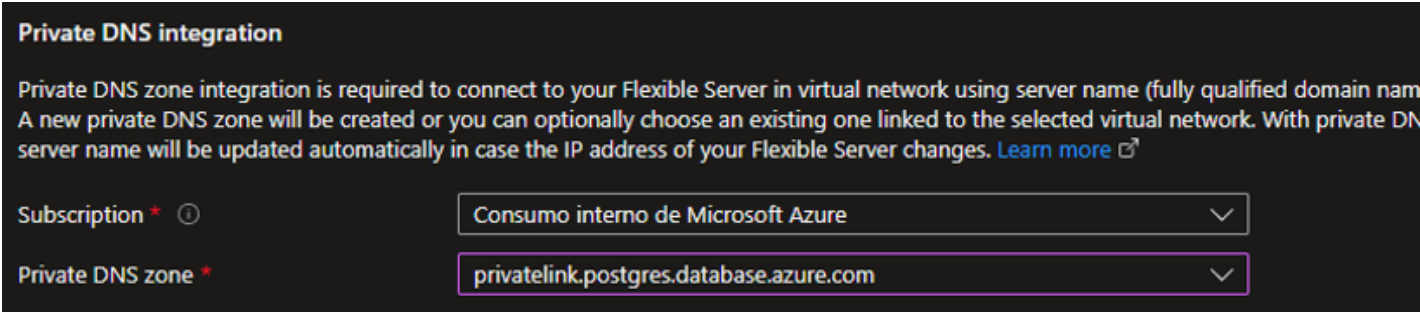 Private DNS integration
Private DNS zone integration is required to connect to your Flexible Server in virtual network using server name (fully qualified domain nam
A new private DNS zone will be created or you can optionally choose an existing one linked to the selected virtual network. With private DN
server name will be updated automatically in case the IP address of your Flexible Server changes. Learn more
Subscription * Consumo interno de Microsoft Azure
Private DNS zone * privatelink.postgres.database.azure.com